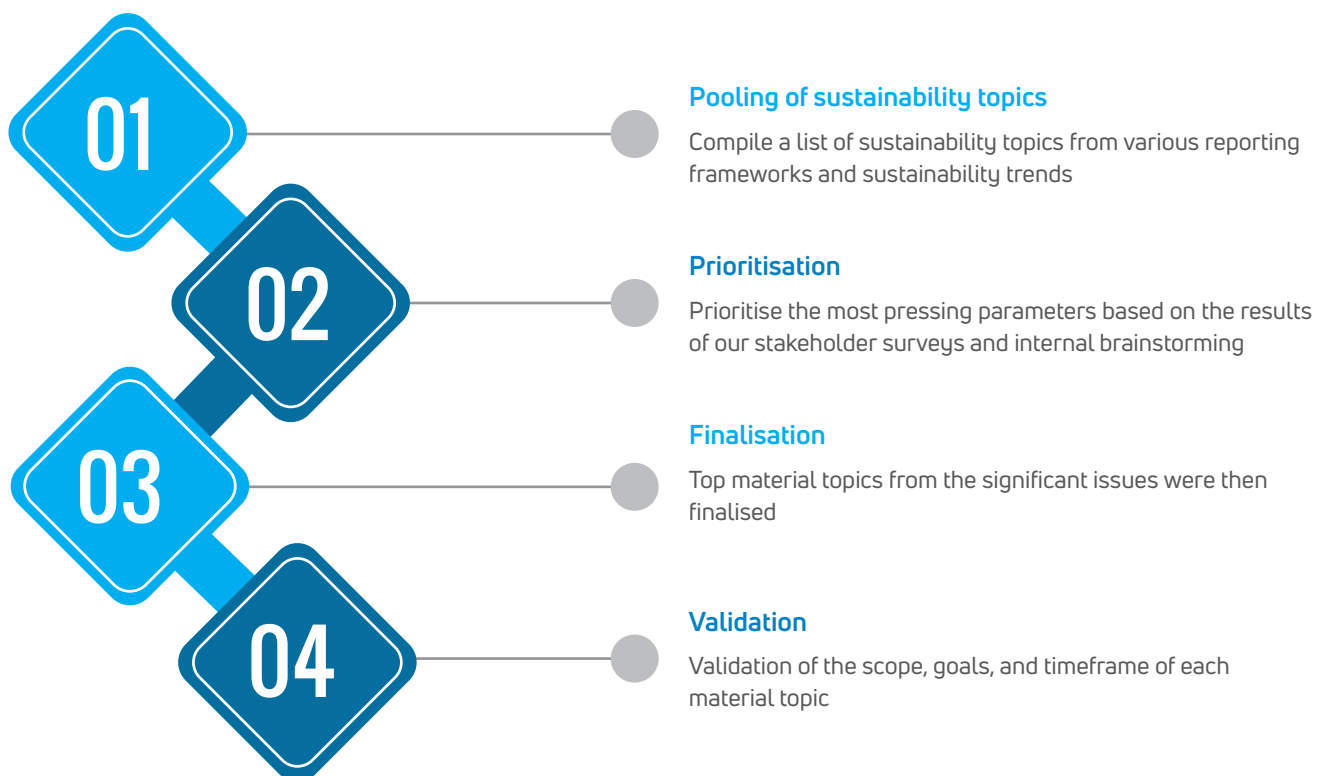 01
Pooling of sustainability topics
Compile a list of sustainability topics from various reporting
frameworks and sustainability trends
02
Prioritisation
Prioritise the most pressing parameters based on the results
of our stakeholder surveys and internal brainstorming
03
Finalisation
Top material topics from the significant issues were then
finalised
04
Validation
Validation of the scope, goals, and timeframe of each
material topic